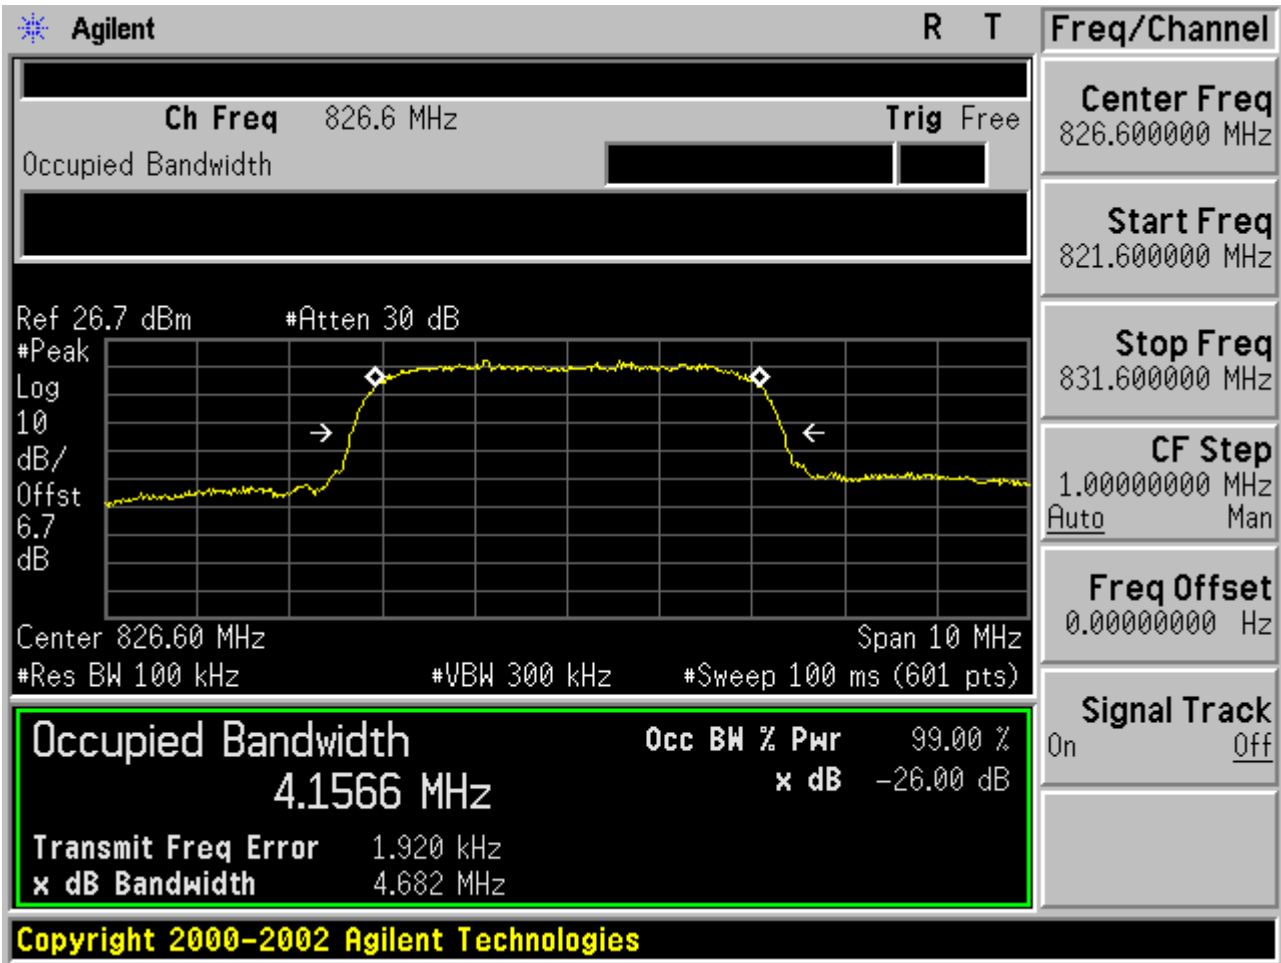 Agilent R T Freq/Channel
Ch Freq 826.6 MHz Trig Free
Occupied Bandwidth
Center Freq
826.600000 MHz
Start Freq
821.600000 MHz
Stop Freq
831.600000 MHz
CF Step
1.00000000 MHz
Auto Man
Freq Offset
0.00000000 Hz
Signal Track
On Off
Ref 26.7 dBm #Atten 30 dB
#Peak
Log
10
dB/
Offst
6.7
dB
Center 826.60 MHz Span 10 MHz
#Res BW 100 kHz #VBW 300 kHz #Sweep 100 ms (601 pts)
Occupied Bandwidth Occ BW % Pwr 99.00 %
4.1566 MHz x dB -26.00 dB
Transmit Freq Error 1.920 kHz
x dB Bandwidth 4.682 MHz
Copyright 2000-2002 Agilent Technologies